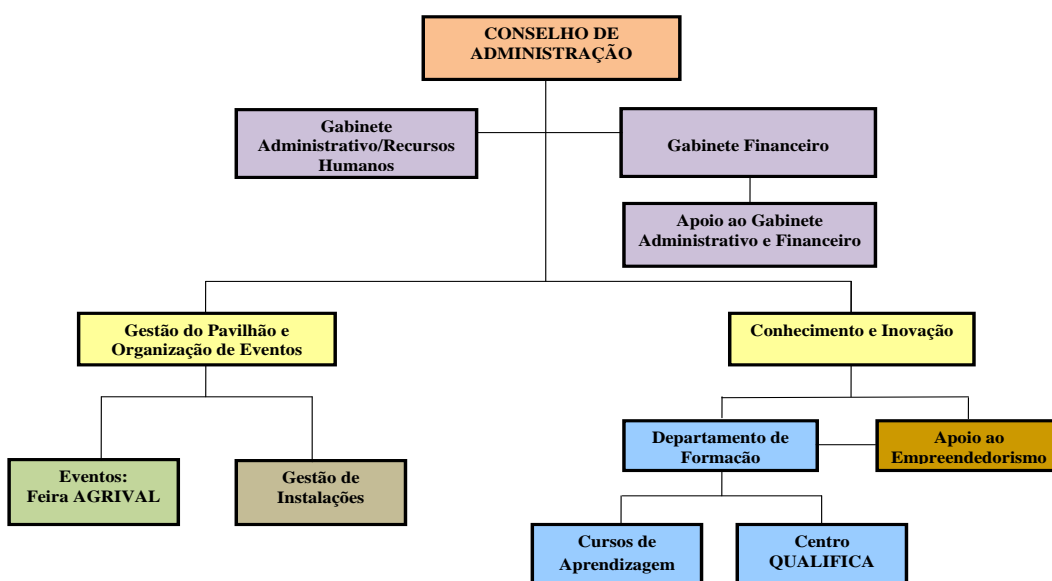 CONSELHO DE
ADMINISTRAÇÃO
Gabinete
Administrativo/Recursos
Humanos
Gabinete Financeiro
Apoio ao Gabinete
Administrativo e Financeiro
Gestão do Pavilhão e
Organização de Eventos
Conhecimento e Inovação
Departamento de
Formação
Apoio ao
Empreendedorismo
Eventos:
Feira AGRIVAL
Gestão de
Instalações
Cursos de
Aprendizagem
Centro
QUALIFICA